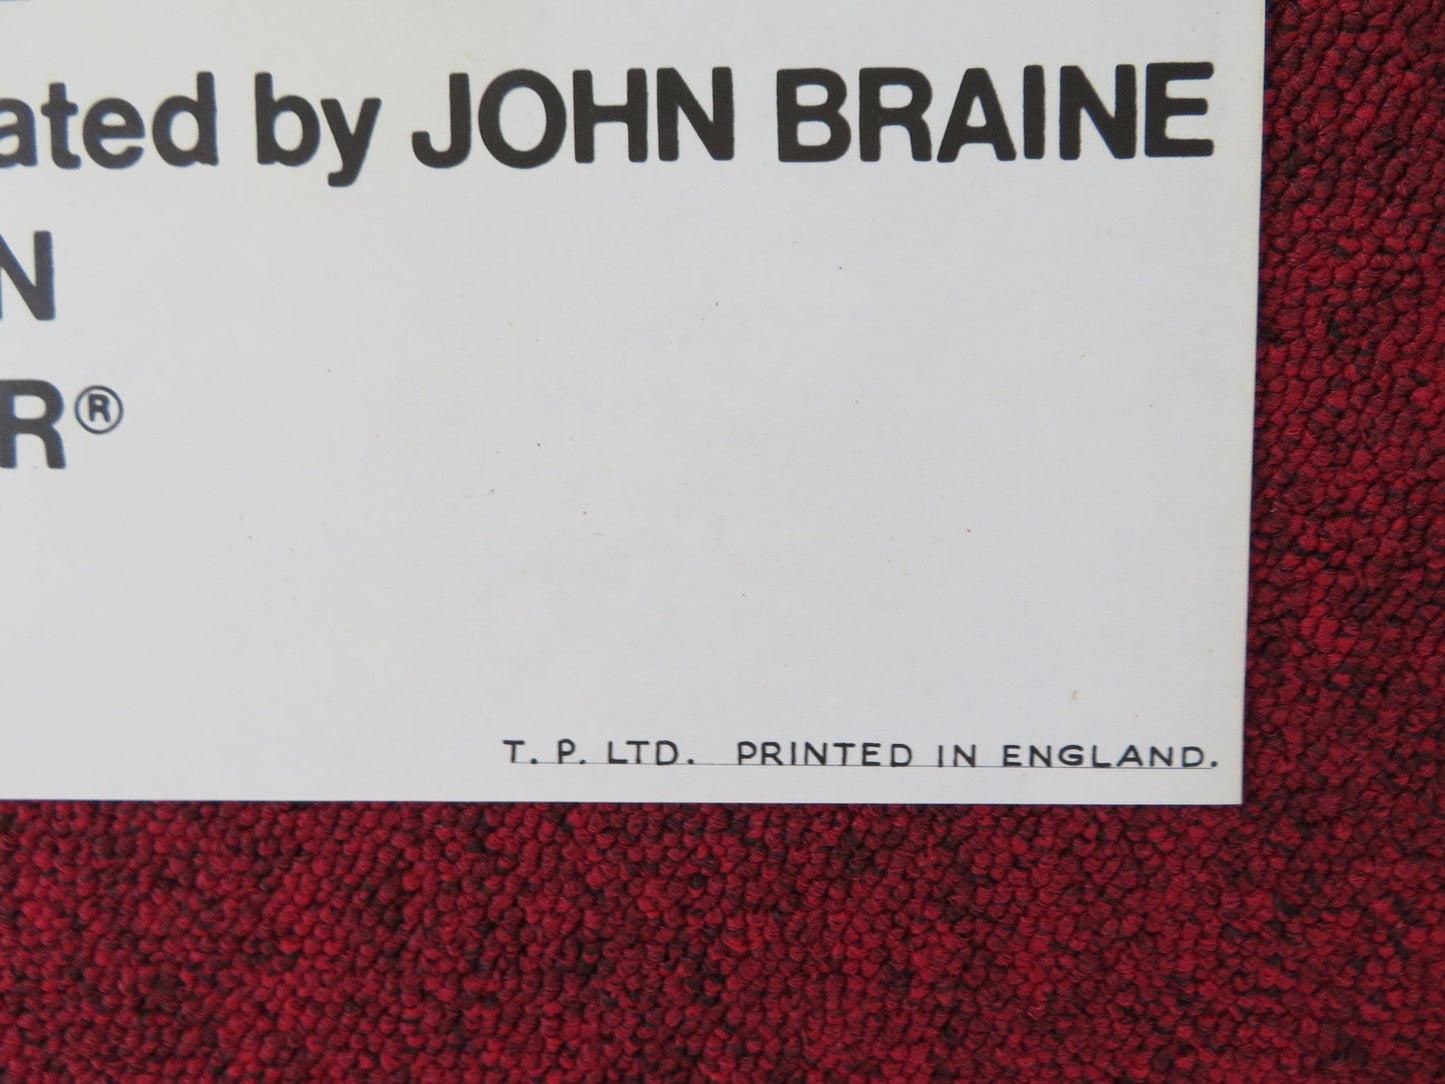 ated by JOHN BRAINE
N
R®
T. P. LTD. PRINTED IN ENGLAND.